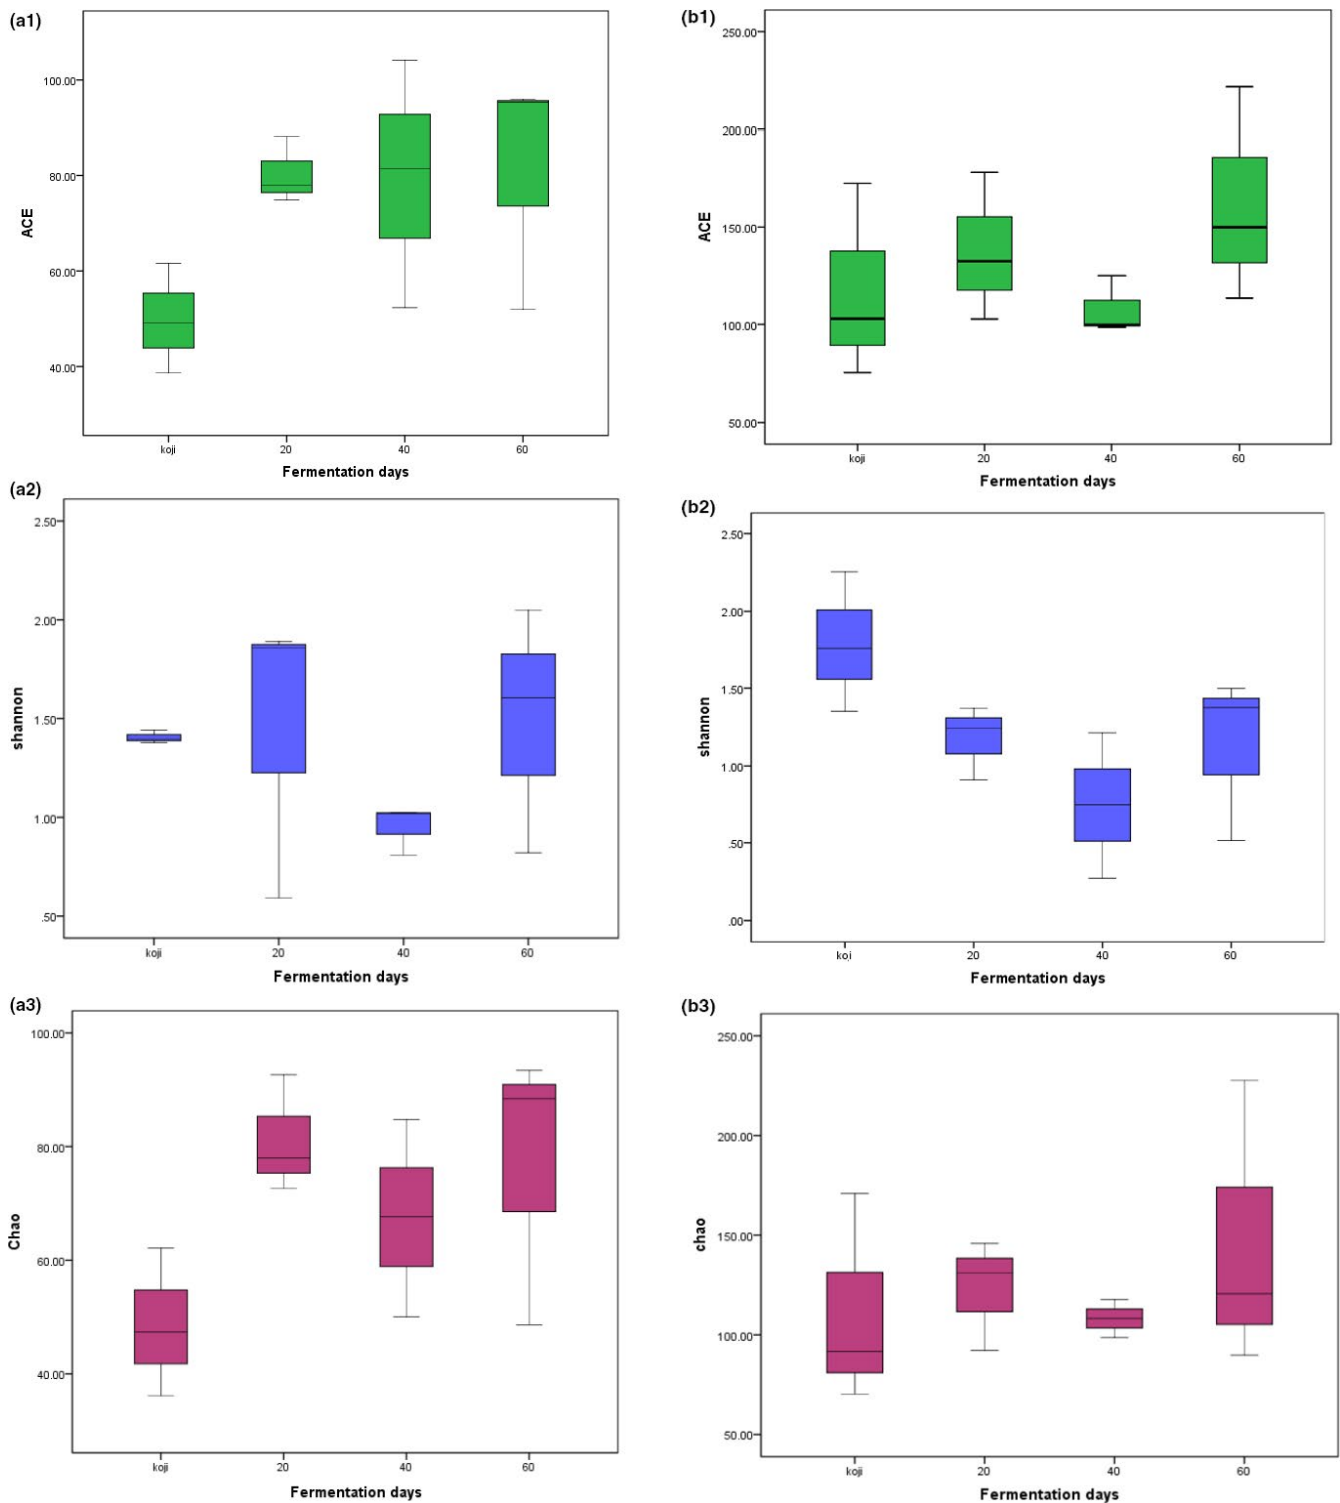 (a1)
100.00
80.00
60.00
40.00
ACE
koji 20 40 60
Fermentation days
(b1)
250.00
200.00
150.00
100.00
50.00
ACE
koji 20 40 60
Fermentation days
(a2)
2.50
2.00
1.50
1.00
.50
shannon
koji 20 40 60
Fermentation days
(b2)
2.50
2.00
1.50
1.00
.50
.00
shannon
koji 20 40 60
Fermentation days
(a3)
100.00
80.00
60.00
40.00
Chao
koji 20 40 60
Fermentation days
(b3)
250.00
200.00
150.00
100.00
50.00
chao
koji 20 40 60
Fermentation days